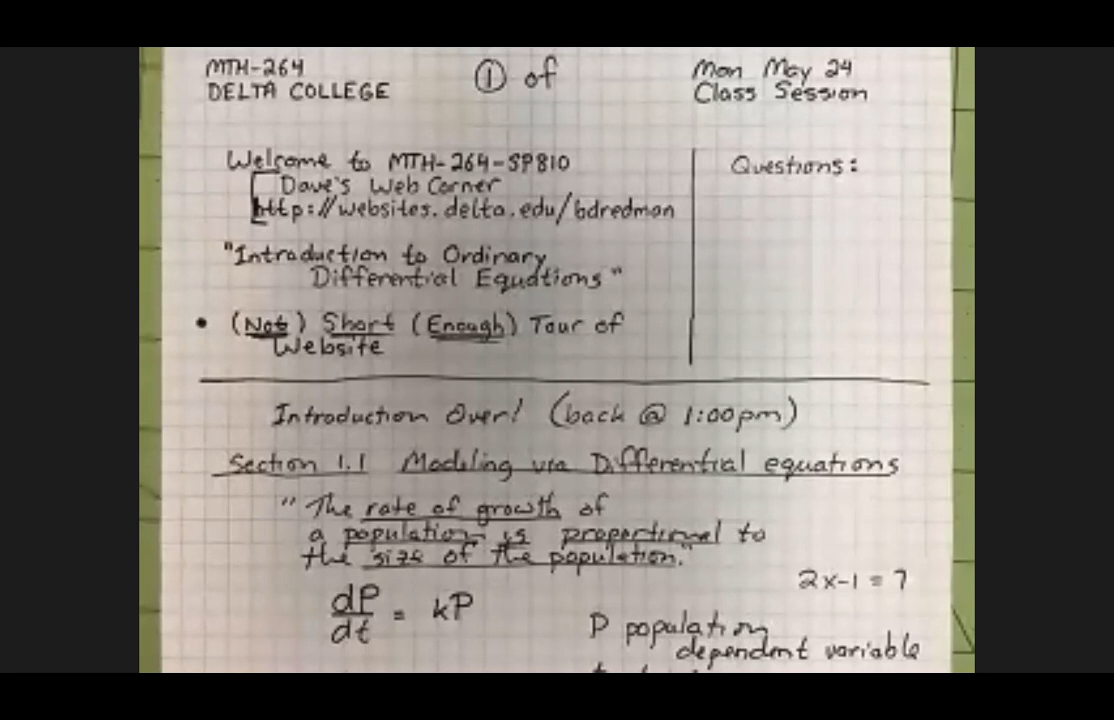 MTH-264
DELTA COLLEGE
① of
Mon May 24
Class Session
Welcome to MTH-264-SP810
Dave's Web Corner
http://websites.delta.edu/bdredman
Questions:
"Introduction to Ordinary
Differential Equations"
• (Not) Short (Enough) Tour of
Website
Introduction Over! (back @ 1:00pm)
Section 1.1 Modeling via Differential equations
"The rate of growth of
a population is proportional to
the size of the population."
2x-1 = 7
dP/dt = kP
P population
dependent variable